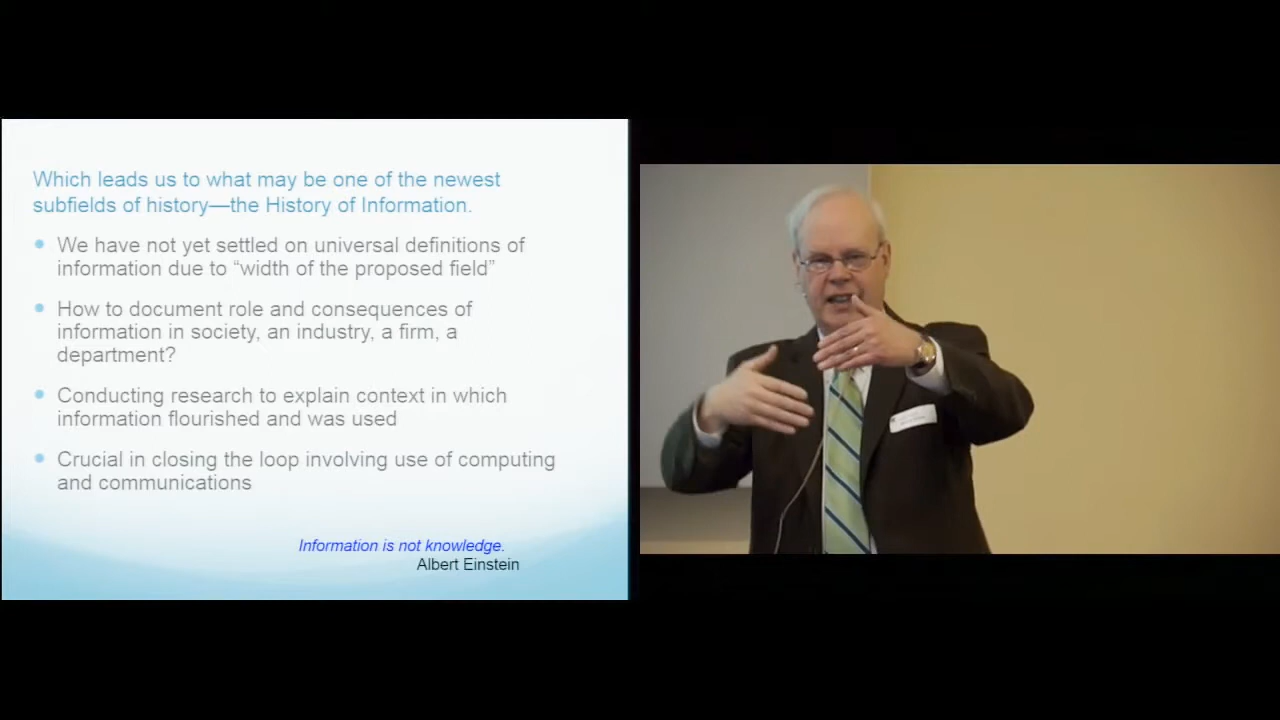 Which leads us to what may be one of the newest
subfields of history—the History of Information.
We have not yet settled on universal definitions of
information due to “width of the proposed field”
How to document role and consequences of
information in society, an industry, a firm, a
department?
Conducting research to explain context in which
information flourished and was used
Crucial in closing the loop involving use of computing
and communications
Information is not knowledge.
Albert Einstein